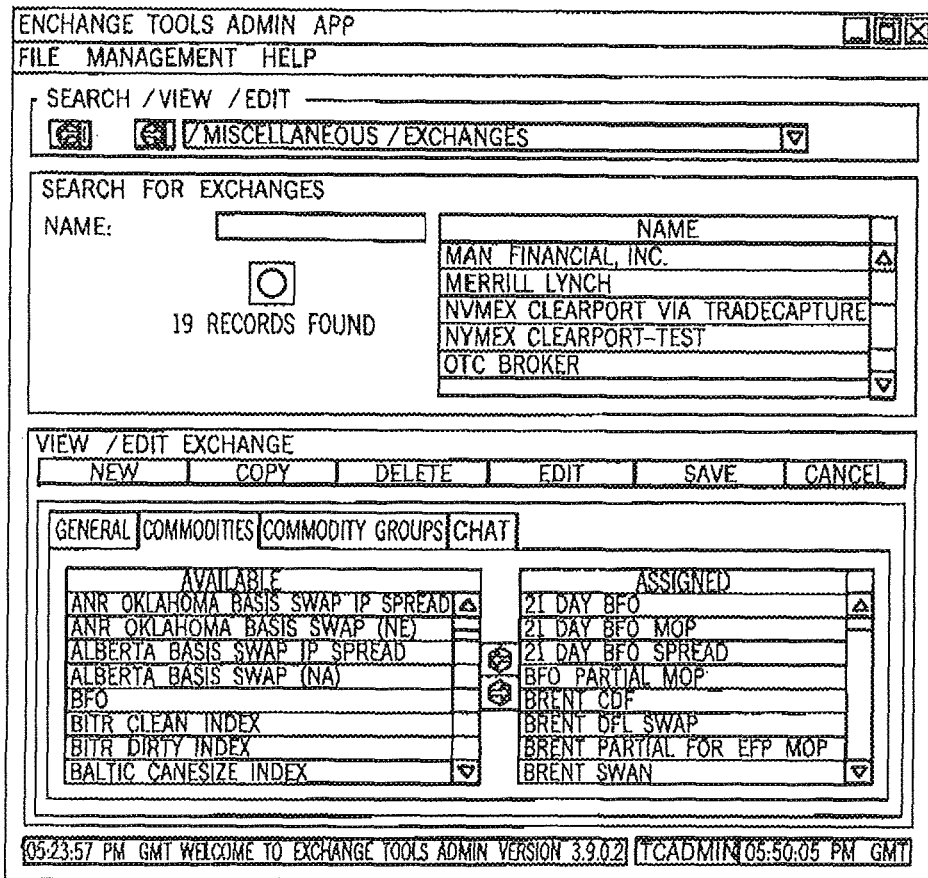 ENCHANGE TOOLS ADMIN APP
FILE MANAGEMENT HELP
SEARCH / VIEW / EDIT
/ MISCELLANEOUS / EXCHANGES
SEARCH FOR EXCHANGES
NAME:
19 RECORDS FOUND
NAME
MAN FINANCIAL, INC.
MERRILL LYNCH
NVMEX CLEARPORT VIA TRADECAPTURE
NYMEX CLEARPORT-TEST
OTC BROKER
VIEW / EDIT EXCHANGE
NEW COPY DELETE EDIT SAVE CANCEL
GENERAL COMMODITIES COMMODITY GROUPS CHAT
AVAILABLE
ANR OKLAHOMA BASIS SWAP IP SPREAD
ANR OKLAHOMA BASIS SWAP (NE)
ALBERTA BASIS SWAP IP SPREAD
ALBERTA BASIS SWAP (NA)
BFO
BITR CLEAN INDEX
BITR DIRTY INDEX
BALTIC CANESIZE INDEX
ASSIGNED
21 DAY BFO
21 DAY BFO MOP
21 DAY BFO SPREAD
BFO PARTIAL MOP
BRENT CDF
BRENT DFL SWAP
BRENT PARTIAL FOR EFP MOP
BRENT SWAN
05:23:57 PM GMT WELCOME TO EXCHANGE TOOLS ADMIN VERSION 3.9.0.2 TCADMIN 05:50:05 PM GMT